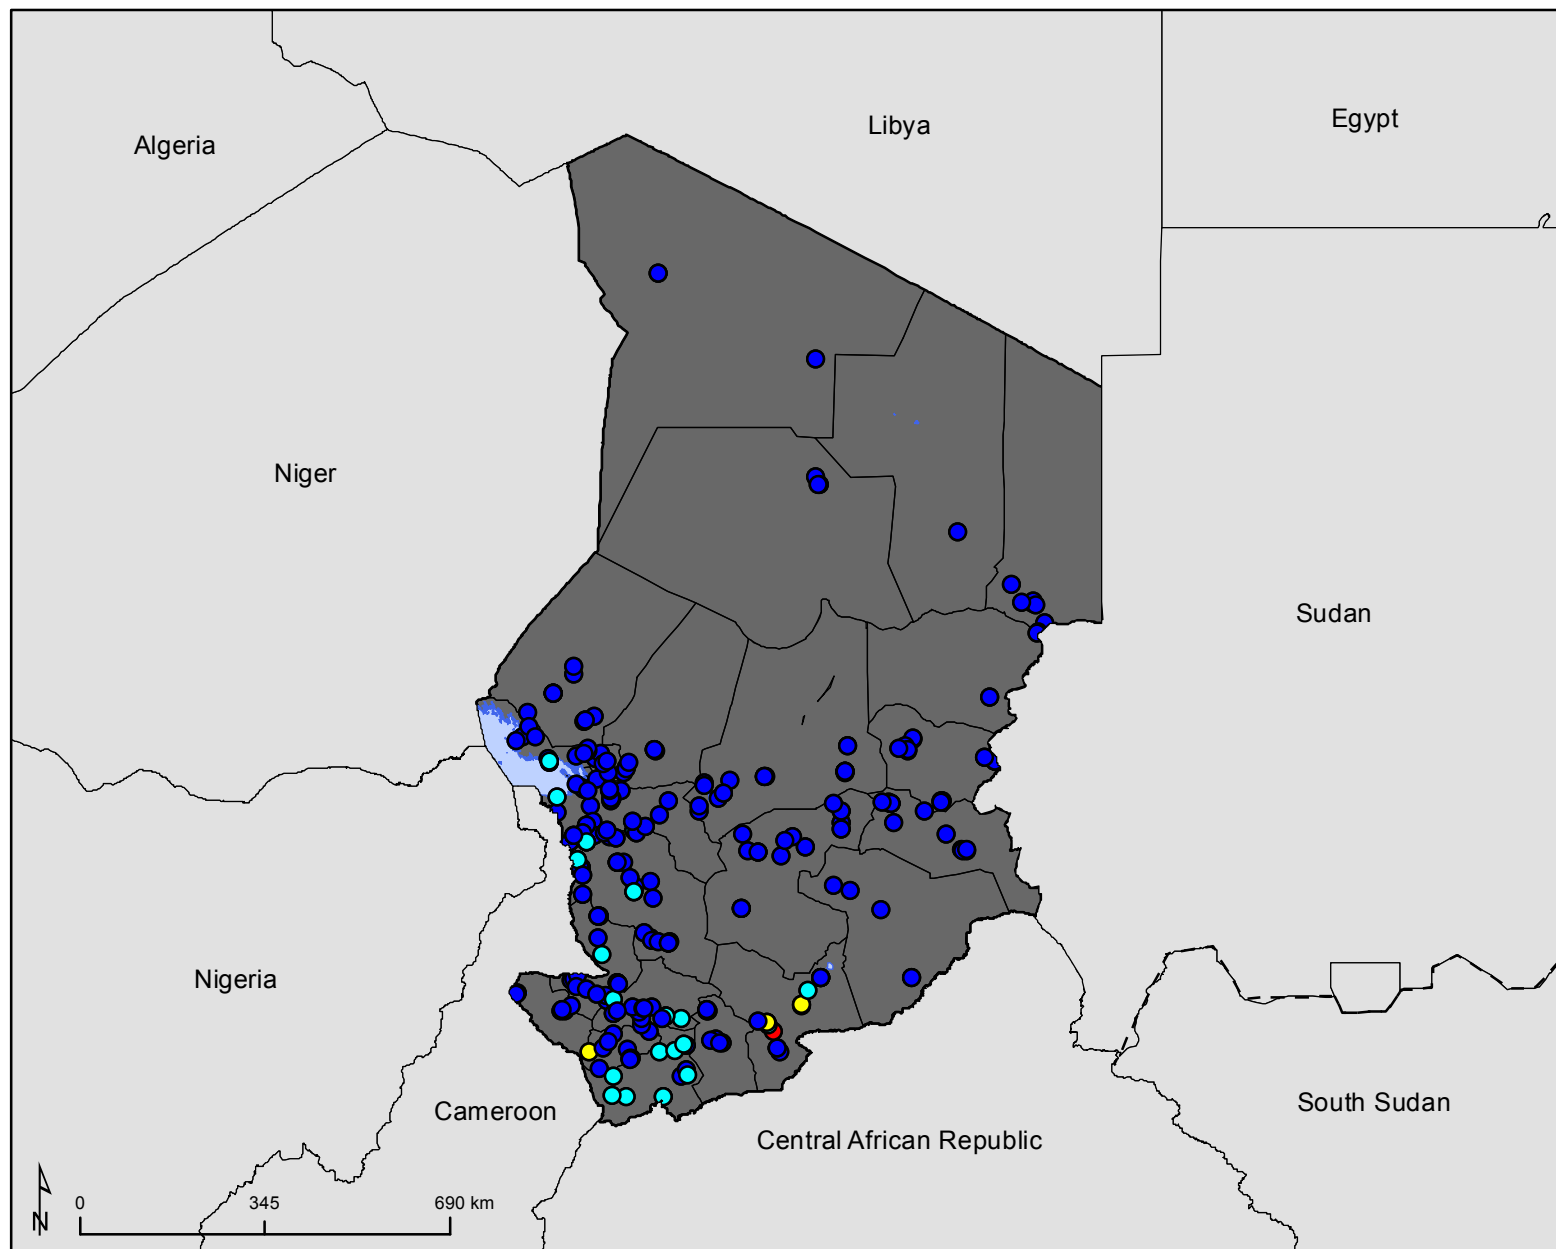 Egypt
Libya
Algeria
Niger
Sudan
Nigeria
South Sudan
Cameroon
Central African Republic
0 345 690 km
N